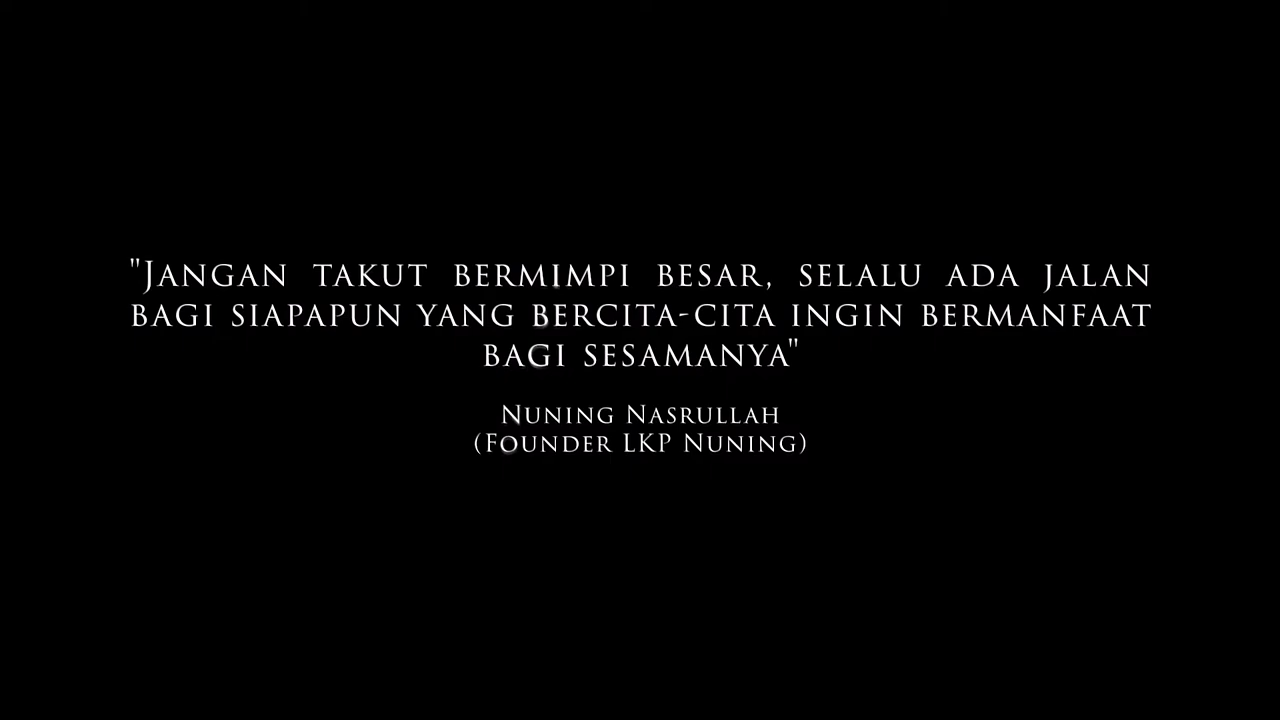 "Jangan takut bermimpi besar, selalu ada jalan
bagi siapapun yang bercita-cita ingin bermanfaat
bagi sesamanya"
Nuning Nasrullah
(Founder LKP Nuning)